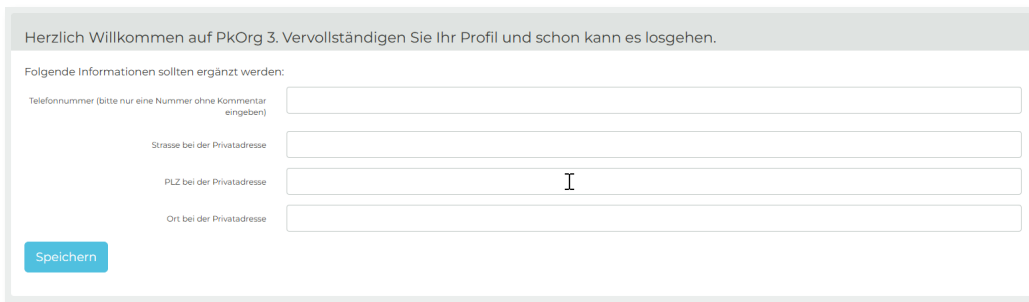 Herzlich Willkommen auf PkOrg 3. Vervollständigen Sie Ihr Profil und schon kann es losgehen.
Folgende Informationen sollten ergänzt werden:
Telefonnummer (bitte nur eine Nummer ohne Kommentar
eingeben)
Strasse bei der Privatadresse
PLZ bei der Privatadresse
Ort bei der Privatadresse
Speichern